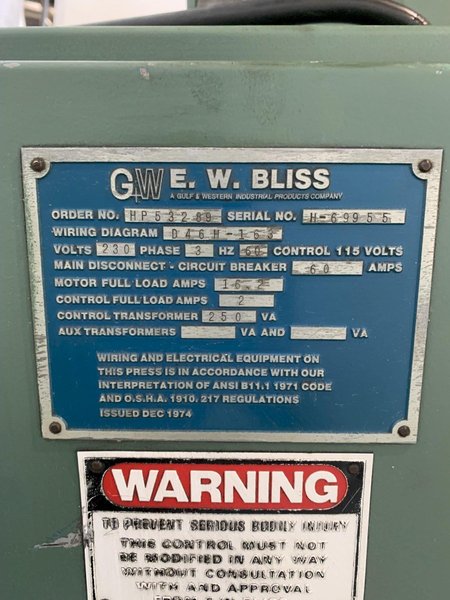 G+W E. W. BLISS
A GULF & WESTERN INDUSTRIAL PRODUCTS COMPANY
ORDER NO. HP53289 SERIAL NO. H-69955
WIRING DIAGRAM D46H-163
VOLTS 230 PHASE 3 HZ 60 CONTROL 115 VOLTS
MAIN DISCONNECT - CIRCUIT BREAKER 60 AMPS
MOTOR FULL LOAD AMPS 16.2
CONTROL FULL LOAD AMPS 2
CONTROL TRANSFORMER 250 VA
AUX TRANSFORMERS VA AND VA
WIRING AND ELECTRICAL EQUIPMENT ON
THIS PRESS IS IN ACCORDANCE WITH OUR
INTERPRETATION OF ANSI B11.1 1971 CODE
AND O.S.H.A. 1910. 217 REGULATIONS
ISSUED DEC 1974
WARNING
TO PREVENT SERIOUS BODILY INJURY
THIS CONTROL MUST NOT
BE MODIFIED IN ANY WAY
WITHOUT CONSULTATION
WITH AND APPROVAL